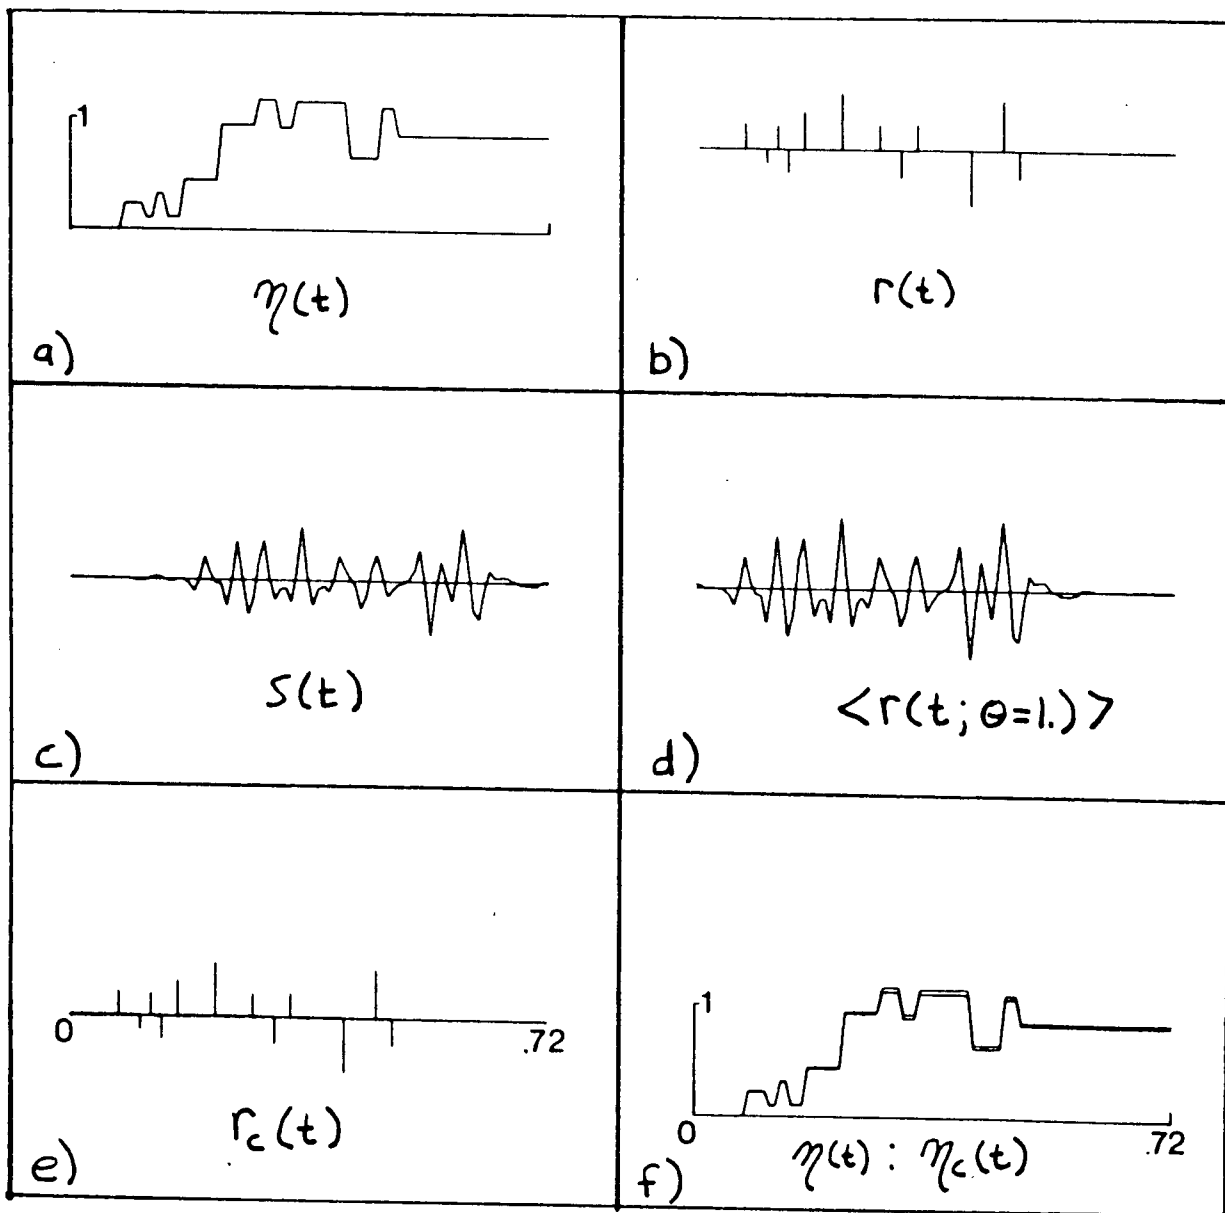 1
η(t)
a)
r(t)
b)
S(t)
c)
<r(t; Θ=1.)>
d)
0
.72
r_c(t)
e)
1
0
.72
η(t) : η_c(t)
f)